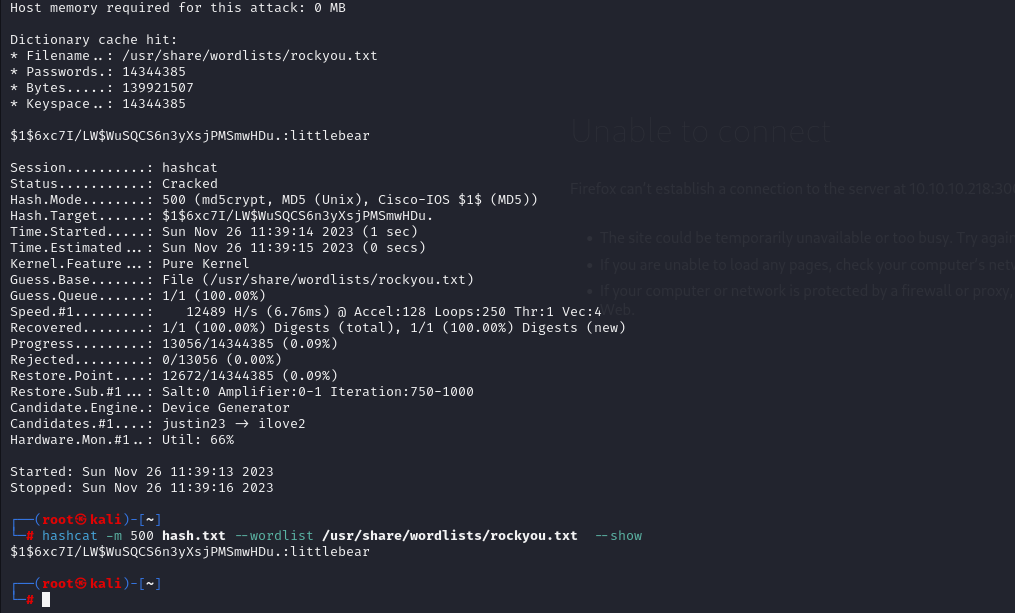 Host memory required for this attack: 0 MB
Dictionary cache hit:
* Filename..: /usr/share/wordlists/rockyou.txt
* Passwords.: 14344385
* Bytes.....: 139921507
* Keyspace..: 14344385
$1$6xc7I/LW$WuSQCS6n3yXsjPMSmwHDu.:littlebear
Session..........: hashcat
Status...........: Cracked
Hash.Mode........: 500 (md5crypt, MD5 (Unix), Cisco-IOS $1$ (MD5))
Hash.Target......: $1$6xc7I/LW$WuSQCS6n3yXsjPMSmwHDu.
Time.Started.....: Sun Nov 26 11:39:14 2023 (1 sec)
Time.Estimated...: Sun Nov 26 11:39:15 2023 (0 secs)
Kernel.Feature...: Pure Kernel
Guess.Base.......: File (/usr/share/wordlists/rockyou.txt)
Guess.Queue......: 1/1 (100.00%)
Speed.#1.........:    12489 H/s (6.76ms) @ Accel:128 Loops:250 Thr:1 Vec:4
Recovered........: 1/1 (100.00%) Digests (total), 1/1 (100.00%) Digests (new)
Progress.........: 13056/14344385 (0.09%)
Rejected.........: 0/13056 (0.00%)
Restore.Point....: 12672/14344385 (0.09%)
Restore.Sub.#1...: Salt:0 Amplifier:0-1 Iteration:750-1000
Candidate.Engine.: Device Generator
Candidates.#1....: justin23 -> ilove2
Hardware.Mon.#1..: Util: 66%
Started: Sun Nov 26 11:39:13 2023
Stopped: Sun Nov 26 11:39:16 2023
┌──(root㉿kali)-[~]
└─# hashcat -m 500 hash.txt --wordlist /usr/share/wordlists/rockyou.txt  --show
$1$6xc7I/LW$WuSQCS6n3yXsjPMSmwHDu.:littlebear
┌──(root㉿kali)-[~]
└─#
Unable to connect
Firefox can't establish a connection to the server at 10.10.10.218:300
• The site could be temporarily unavailable or too busy. Try again
• If you are unable to load any pages, check your computer's net
• If your computer or network is protected by a firewall or proxy,
Web.